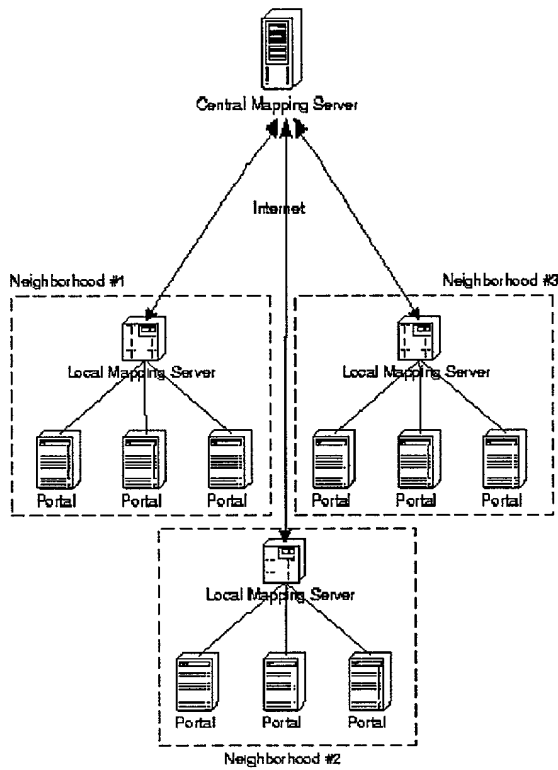 Central Mapping Server
Internet
Neighborhood #1
Neighborhood #3
Local Mapping Server
Local Mapping Server
Portal
Portal
Portal
Portal
Portal
Portal
Local Mapping Server
Portal
Portal
Portal
Neighborhood #2